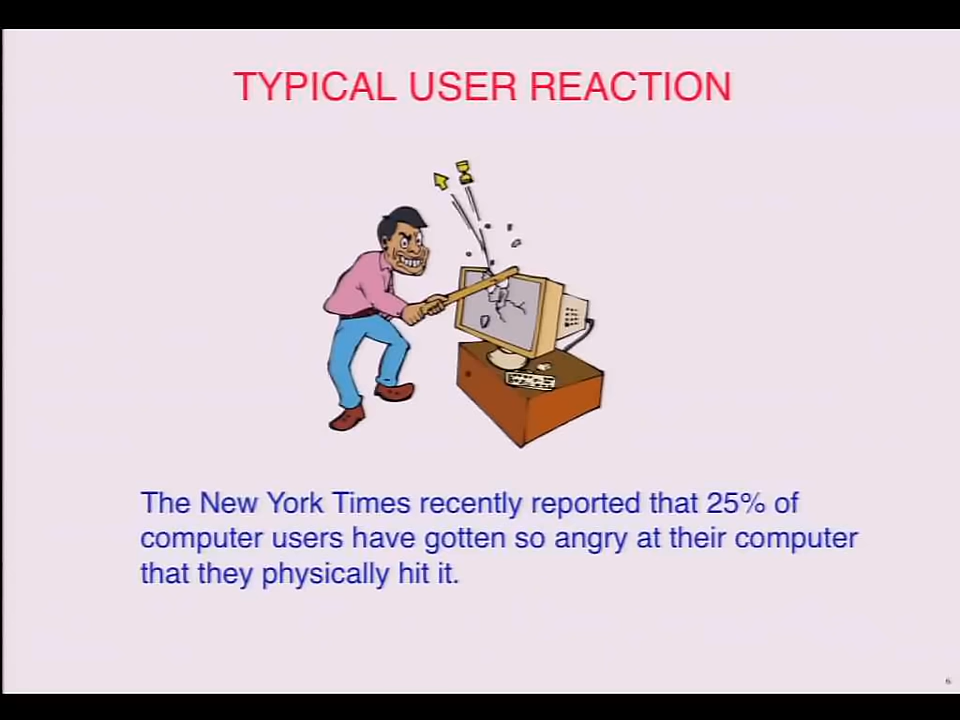 TYPICAL USER REACTION
The New York Times recently reported that 25% of
computer users have gotten so angry at their computer
that they physically hit it.
6